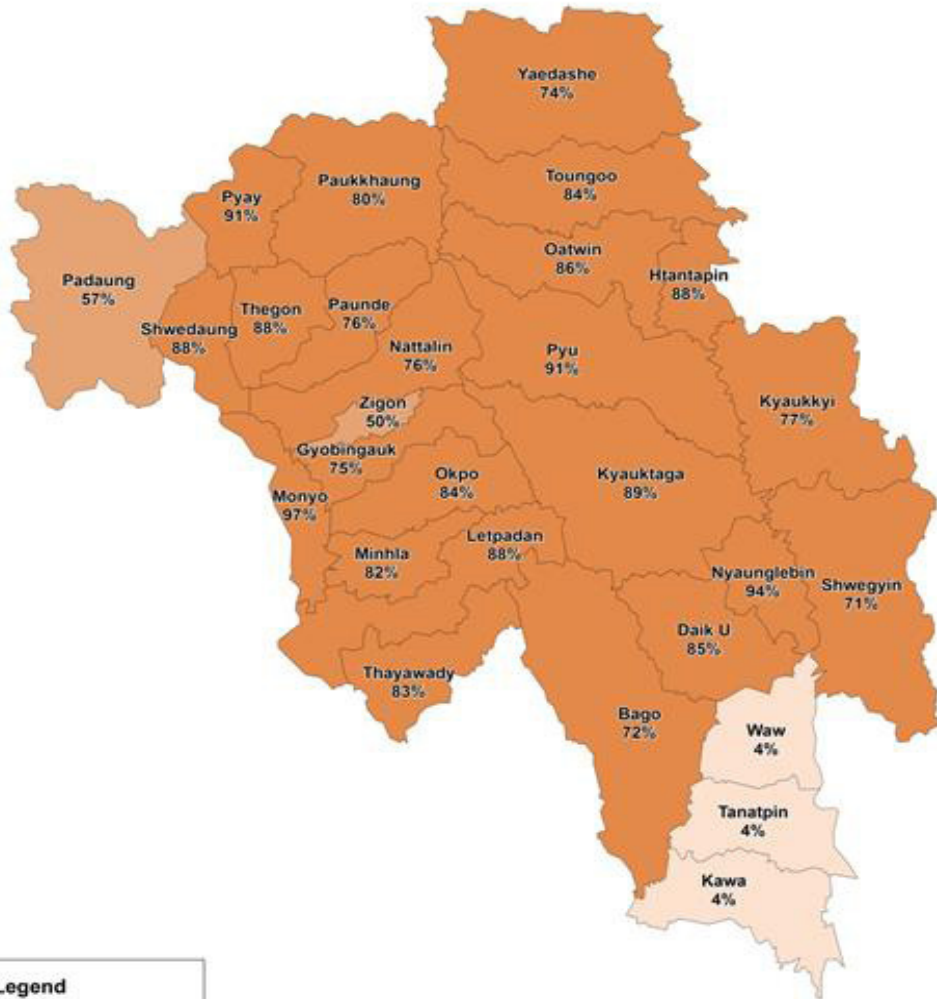 Yaedashe
74%
Paukkhaung
80%
Toungoo
84%
Pyay
91%
Oatwin
86%
Htantapin
88%
Padaung
57%
Thegon
88%
Paunde
76%
Shwedaung
88%
Nattalin
76%
Pyu
91%
Kyaukkyi
77%
Zigon
50%
Gyobingauk
75%
Okpo
84%
Kyauktaga
89%
Monyo
97%
Letpadan
88%
Minhla
82%
Nyaunglebin
94%
Shwegyin
71%
Daik U
85%
Thayawady
83%
Bago
72%
Waw
4%
Tanatpin
4%
Kawa
4%
Legend